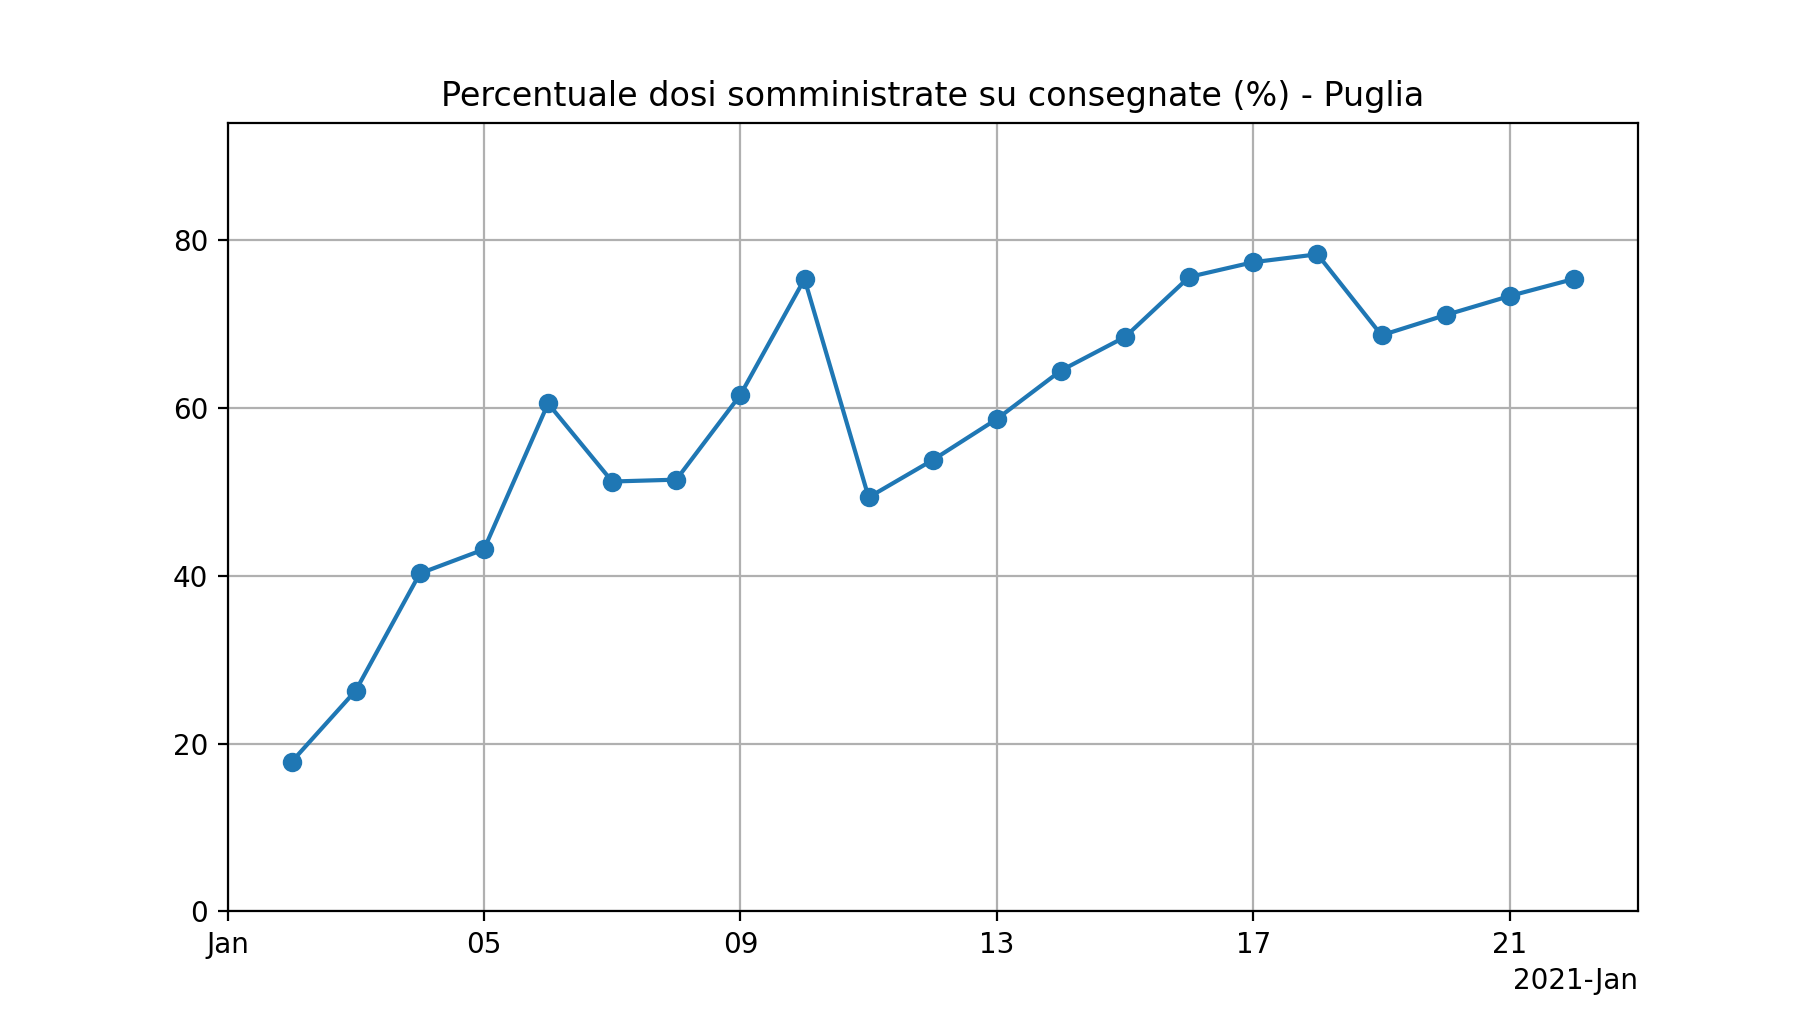 Percentuale dosi somministrate su consegnate (%) - Puglia
80
60
40
20
0
Jan 05 09 13 17 21
2021-Jan